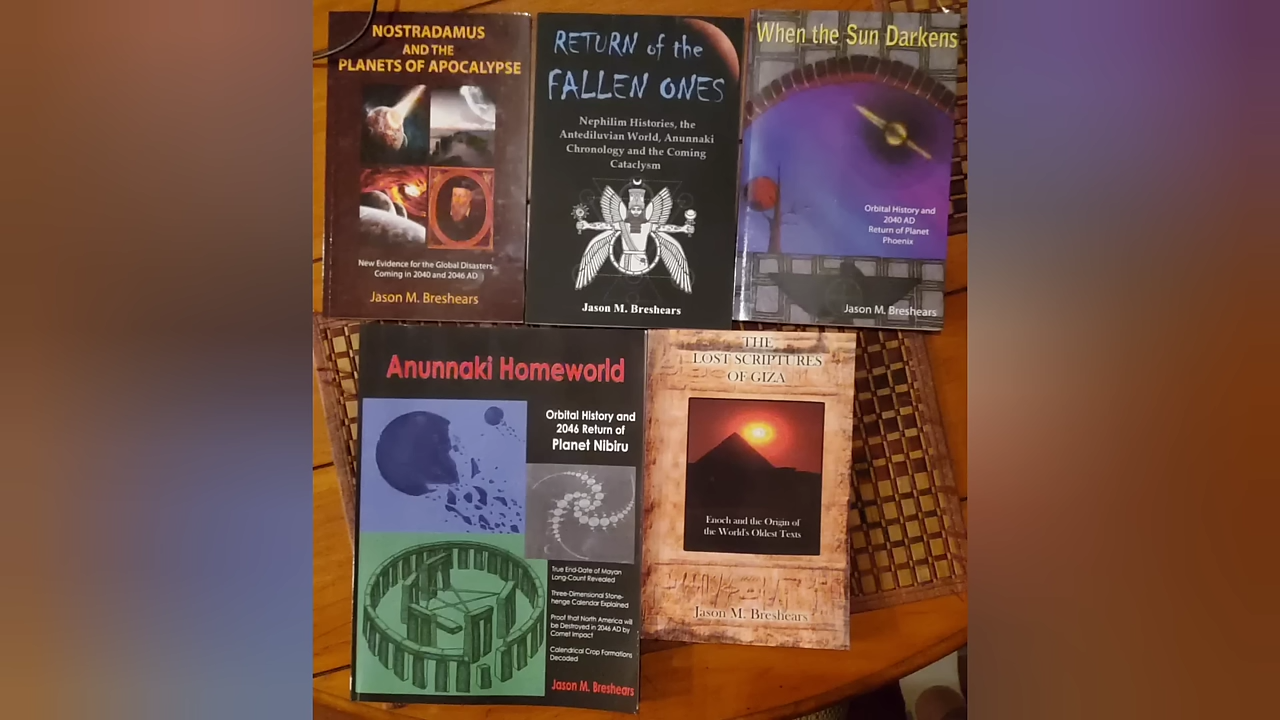 NOSTRADAMUS
AND THE
PLANETS OF APOCALYPSE
New Evidence for the Global Disasters
Coming in 2040 and 2046 AD
Jason M. Breshears
RETURN of the
FALLEN ONES
Nephilim Histories, the
Antediluvian World, Anunnaki
Chronology and the Coming
Cataclysm
Jason M. Breshears
When the Sun Darkens
Orbital History and
2040 AD
Return of Planet
Phoenix
Jason M. Breshears
Anunnaki Homeworld
Orbital History and
2046 Return of
Planet Nibiru
True End-Date of Mayan
Long-Count Revealed
Three-Dimensional Stone-
henge Calendar Explained
Proof that North America will
be Destroyed in 2046 AD by
Comet Impact
Calendrical Crop Formations
Decoded
Jason M. Breshears
THE
LOST SCRIPTURES
OF GIZA
Enoch and the Origin of
the World's Oldest Texts
Jason M. Breshears